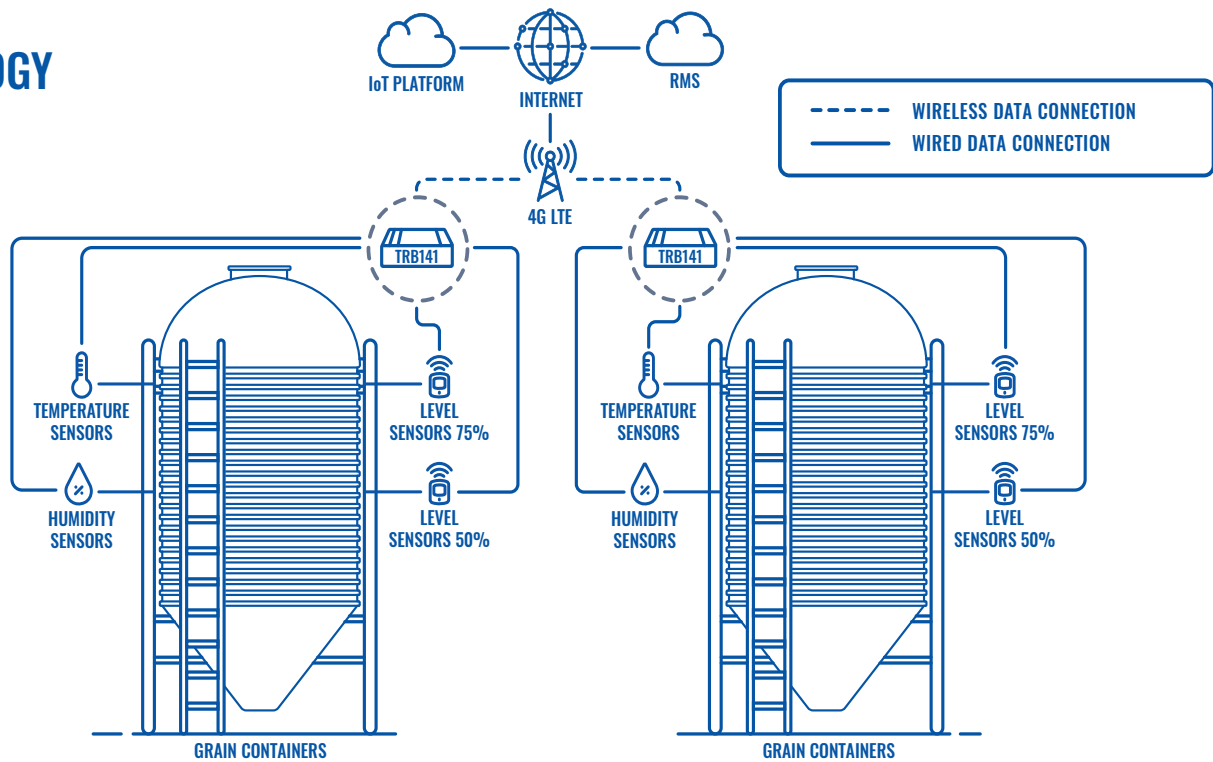 OGY
IoT PLATFORM
INTERNET
RMS
WIRELESS DATA CONNECTION
WIRED DATA CONNECTION
4G LTE
TRB141
TRB141
TEMPERATURE
SENSORS
LEVEL
SENSORS 75%
HUMIDITY
SENSORS
LEVEL
SENSORS 50%
GRAIN CONTAINERS
TEMPERATURE
SENSORS
LEVEL
SENSORS 75%
HUMIDITY
SENSORS
LEVEL
SENSORS 50%
GRAIN CONTAINERS